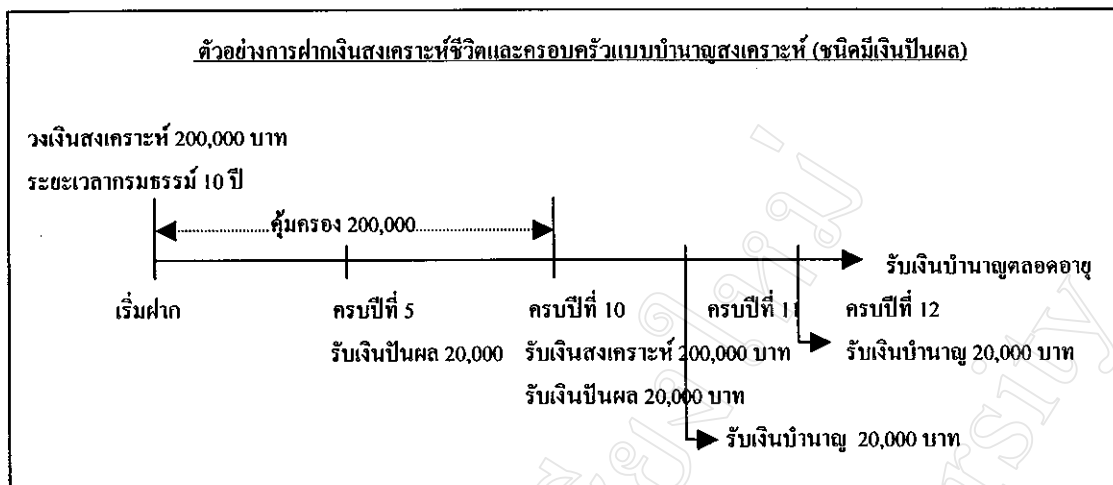 ตัวอย่างการฝากเงินสงเคราะห์ชีวิตและครอบครัวแบบบำนาญสงเคราะห์ (ชนิดมีเงินปันผล)
วงเงินสงเคราะห์ 200,000 บาท
ระยะเวลากรมธรรม์ 10 ปี
คุ้มครอง 200,000
รับเงินบำนาญตลอดอายุ
เริ่มฝาก ครบปีที่ 5 ครบปีที่ 10 ครบปีที่ 11 ครบปีที่ 12
รับเงินปันผล 20,000 รับเงินสงเคราะห์ 200,000 บาท รับเงินบำนาญ 20,000 บาท
รับเงินปันผล 20,000 บาท
รับเงินบำนาญ 20,000 บาท